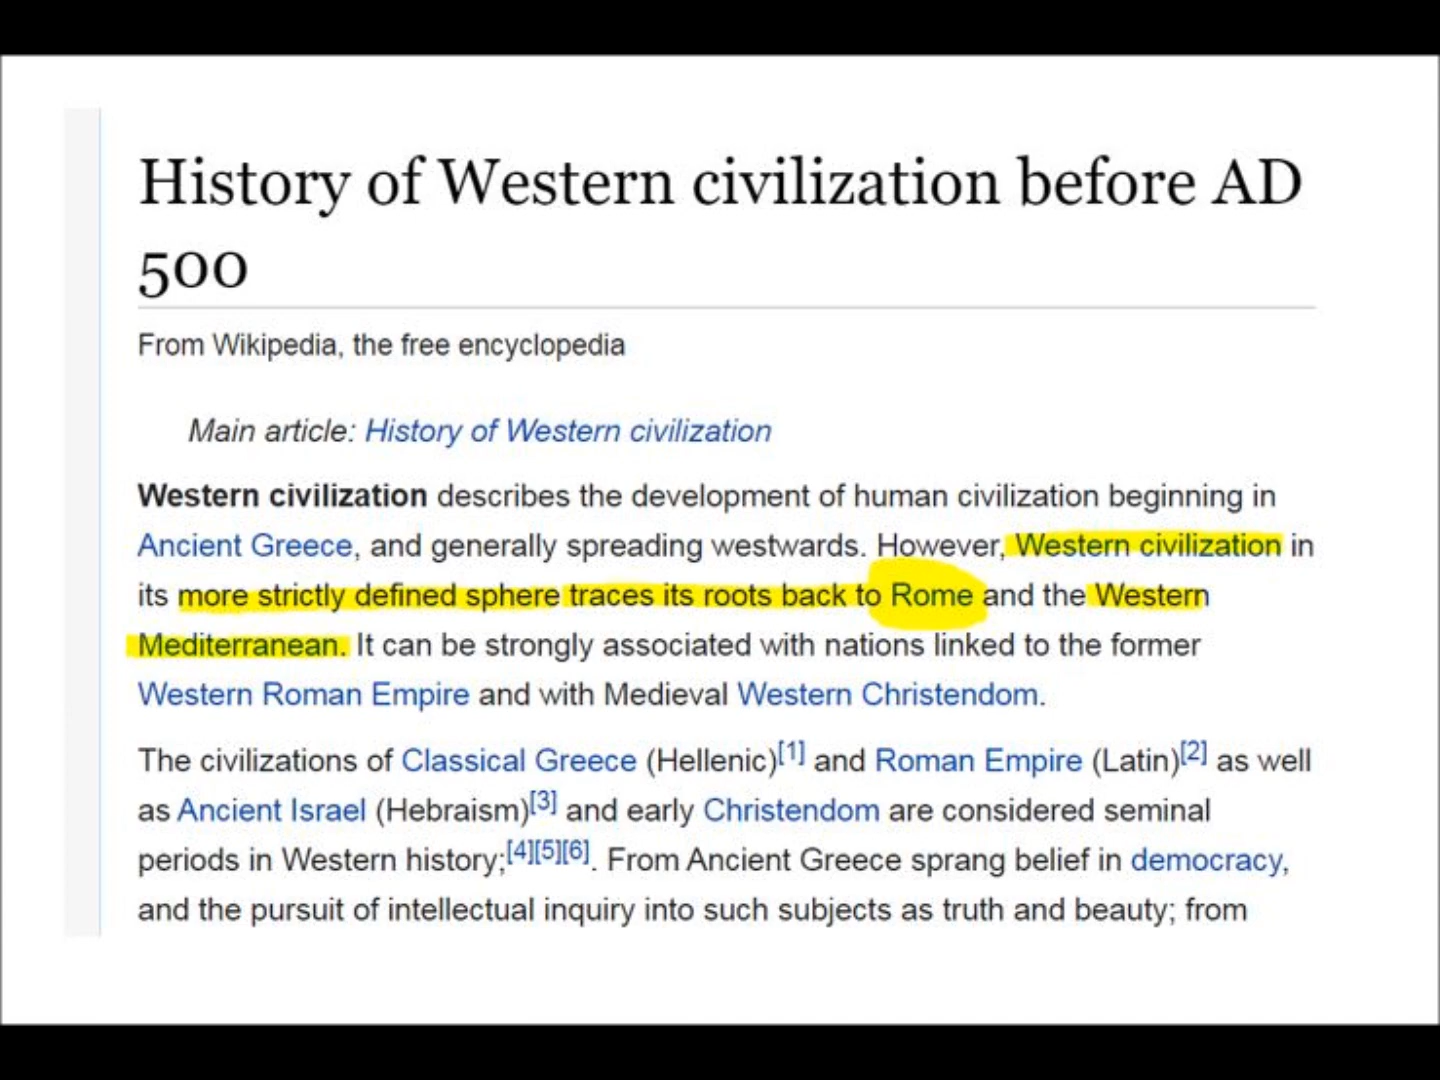 History of Western civilization before AD
500
From Wikipedia, the free encyclopedia
Main article: History of Western civilization
Western civilization describes the development of human civilization beginning in
Ancient Greece, and generally spreading westwards. However, Western civilization in
its more strictly defined sphere traces its roots back to Rome and the Western
Mediterranean. It can be strongly associated with nations linked to the former
Western Roman Empire and with Medieval Western Christendom.
The civilizations of Classical Greece (Hellenic)[1] and Roman Empire (Latin)[2] as well
as Ancient Israel (Hebraism)[3] and early Christendom are considered seminal
periods in Western history;[4][5][6]. From Ancient Greece sprang belief in democracy,
and the pursuit of intellectual inquiry into such subjects as truth and beauty; from